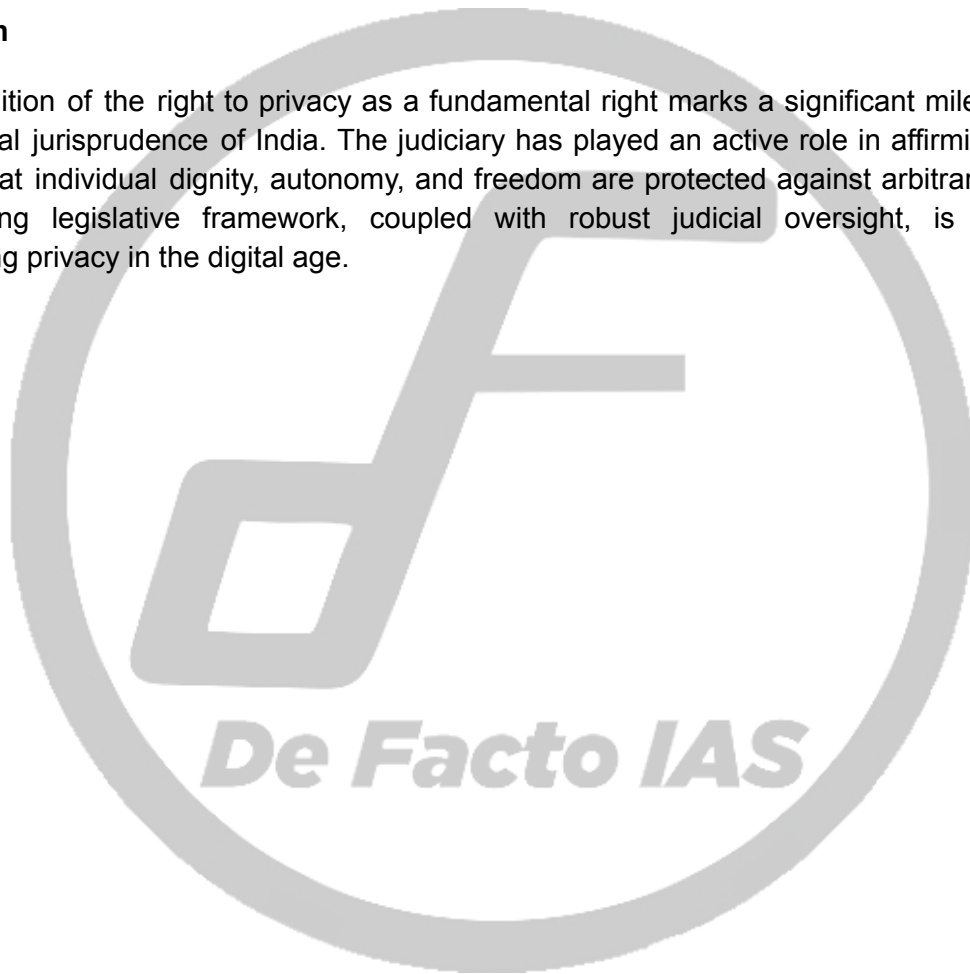 n
ition of the right to privacy as a fundamental right marks a significant mile
al jurisprudence of India. The judiciary has played an active role in affirmi
at individual dignity, autonomy, and freedom are protected against arbitran
ng legislative framework, coupled with robust judicial oversight, is
ng privacy in the digital age.
De Facto IAS